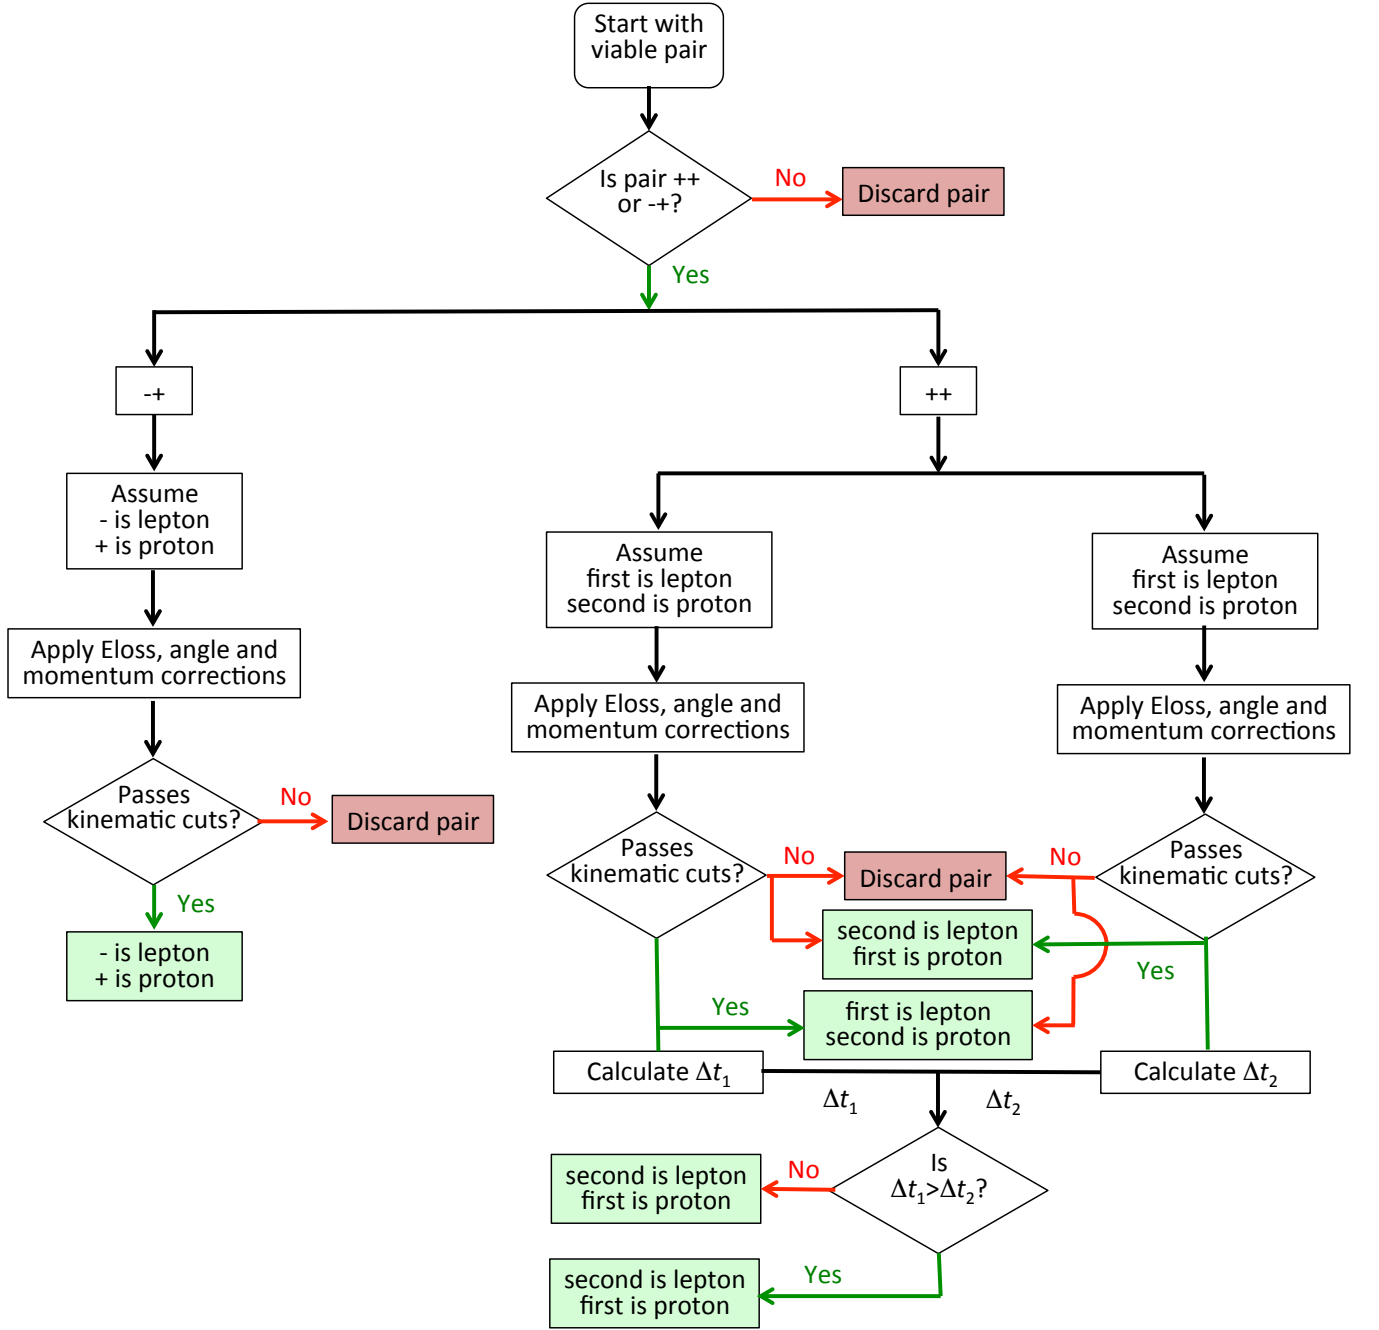 Start with
viable pair
Is pair ++
or -+?
No
Discard pair
Yes
-+
++
Assume
- is lepton
+ is proton
Assume
first is lepton
second is proton
Assume
first is lepton
second is proton
Apply Eloss, angle and
momentum corrections
Apply Eloss, angle and
momentum corrections
Apply Eloss, angle and
momentum corrections
Passes
kinematic cuts?
No
Discard pair
Yes
- is lepton
+ is proton
Passes
kinematic cuts?
No
Discard pair
No
Passes
kinematic cuts?
second is lepton
first is proton
Yes
Yes
first is lepton
second is proton
Calculate Δt₁
Calculate Δt₂
Δt₁
Δt₂
Is
Δt₁>Δt₂?
No
second is lepton
first is proton
Yes
second is lepton
first is proton